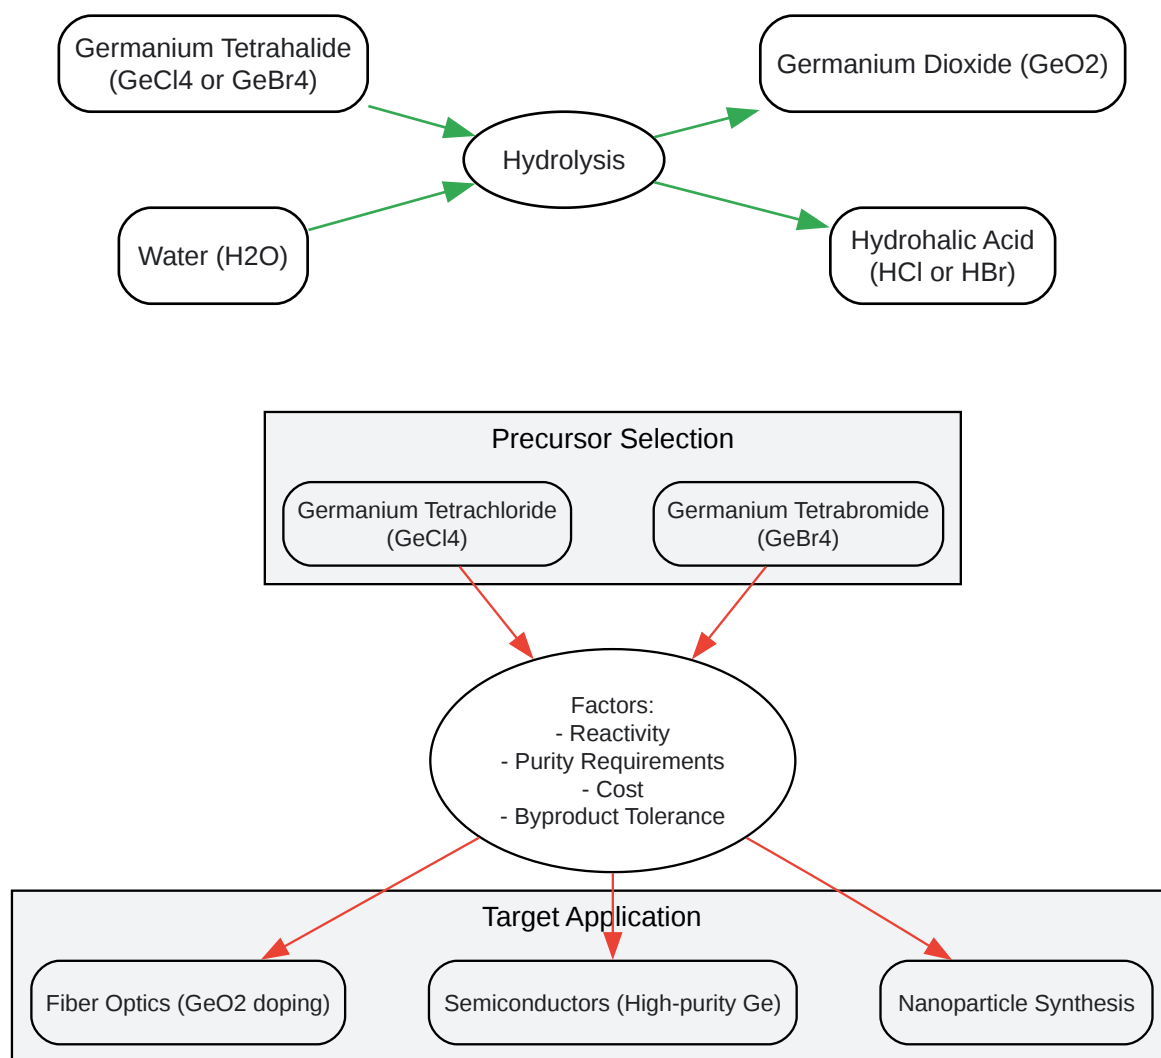 Germanium Tetrahalide
(GeCl4 or GeBr4)
Germanium Dioxide (GeO2)
Hydrolysis
Water (H2O)
Hydrohalic Acid
(HCl or HBr)
Precursor Selection
Germanium Tetrachloride
(GeCl4)
Germanium Tetrabromide
(GeBr4)
Factors:
- Reactivity
- Purity Requirements
- Cost
- Byproduct Tolerance
Target Application
Fiber Optics (GeO2 doping)
Semiconductors (High-purity Ge)
Nanoparticle Synthesis